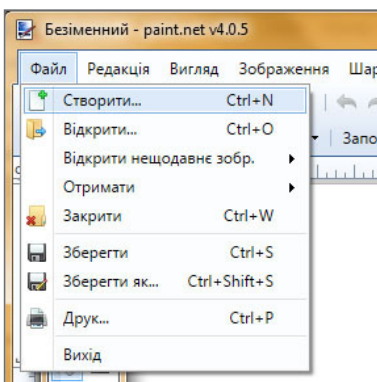 Безіменний - paint.net v4.0.5
Файл Редакція Вигляд Зображення Шар
Створити... Ctrl+N
Відкрити... Ctrl+O
Відкрити нещодавнє зобр.
Отримати
Закрити Ctrl+W
Зберегти Ctrl+S
Зберегти як... Ctrl+Shift+S
Друк... Ctrl+P
Вихід